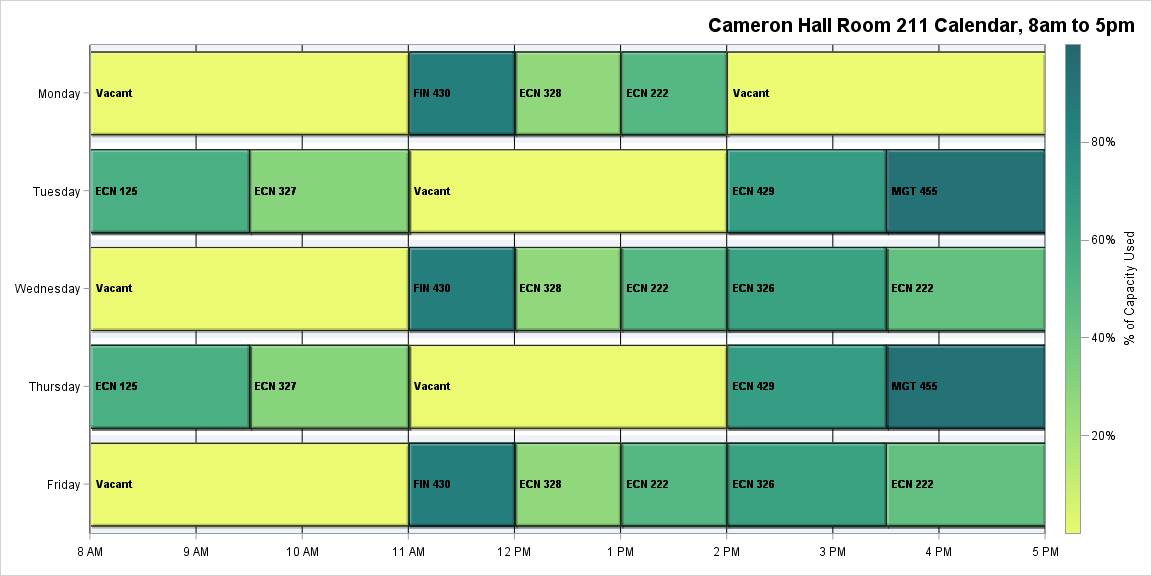 Cameron Hall Room 211 Calendar, 8am to 5pm
Monday
Vacant
FIN 430
ECN 328
ECN 222
Vacant
Tuesday
ECN 125
ECN 327
Vacant
ECN 429
MGT 455
Wednesday
Vacant
FIN 430
ECN 328
ECN 222
ECN 326
ECN 222
Thursday
ECN 125
ECN 327
Vacant
ECN 429
MGT 455
Friday
Vacant
FIN 430
ECN 328
ECN 222
ECN 326
ECN 222
8 AM
9 AM
10 AM
11 AM
12 PM
1 PM
2 PM
3 PM
4 PM
5 PM
80%
60%
40%
20%
% of Capacity Used